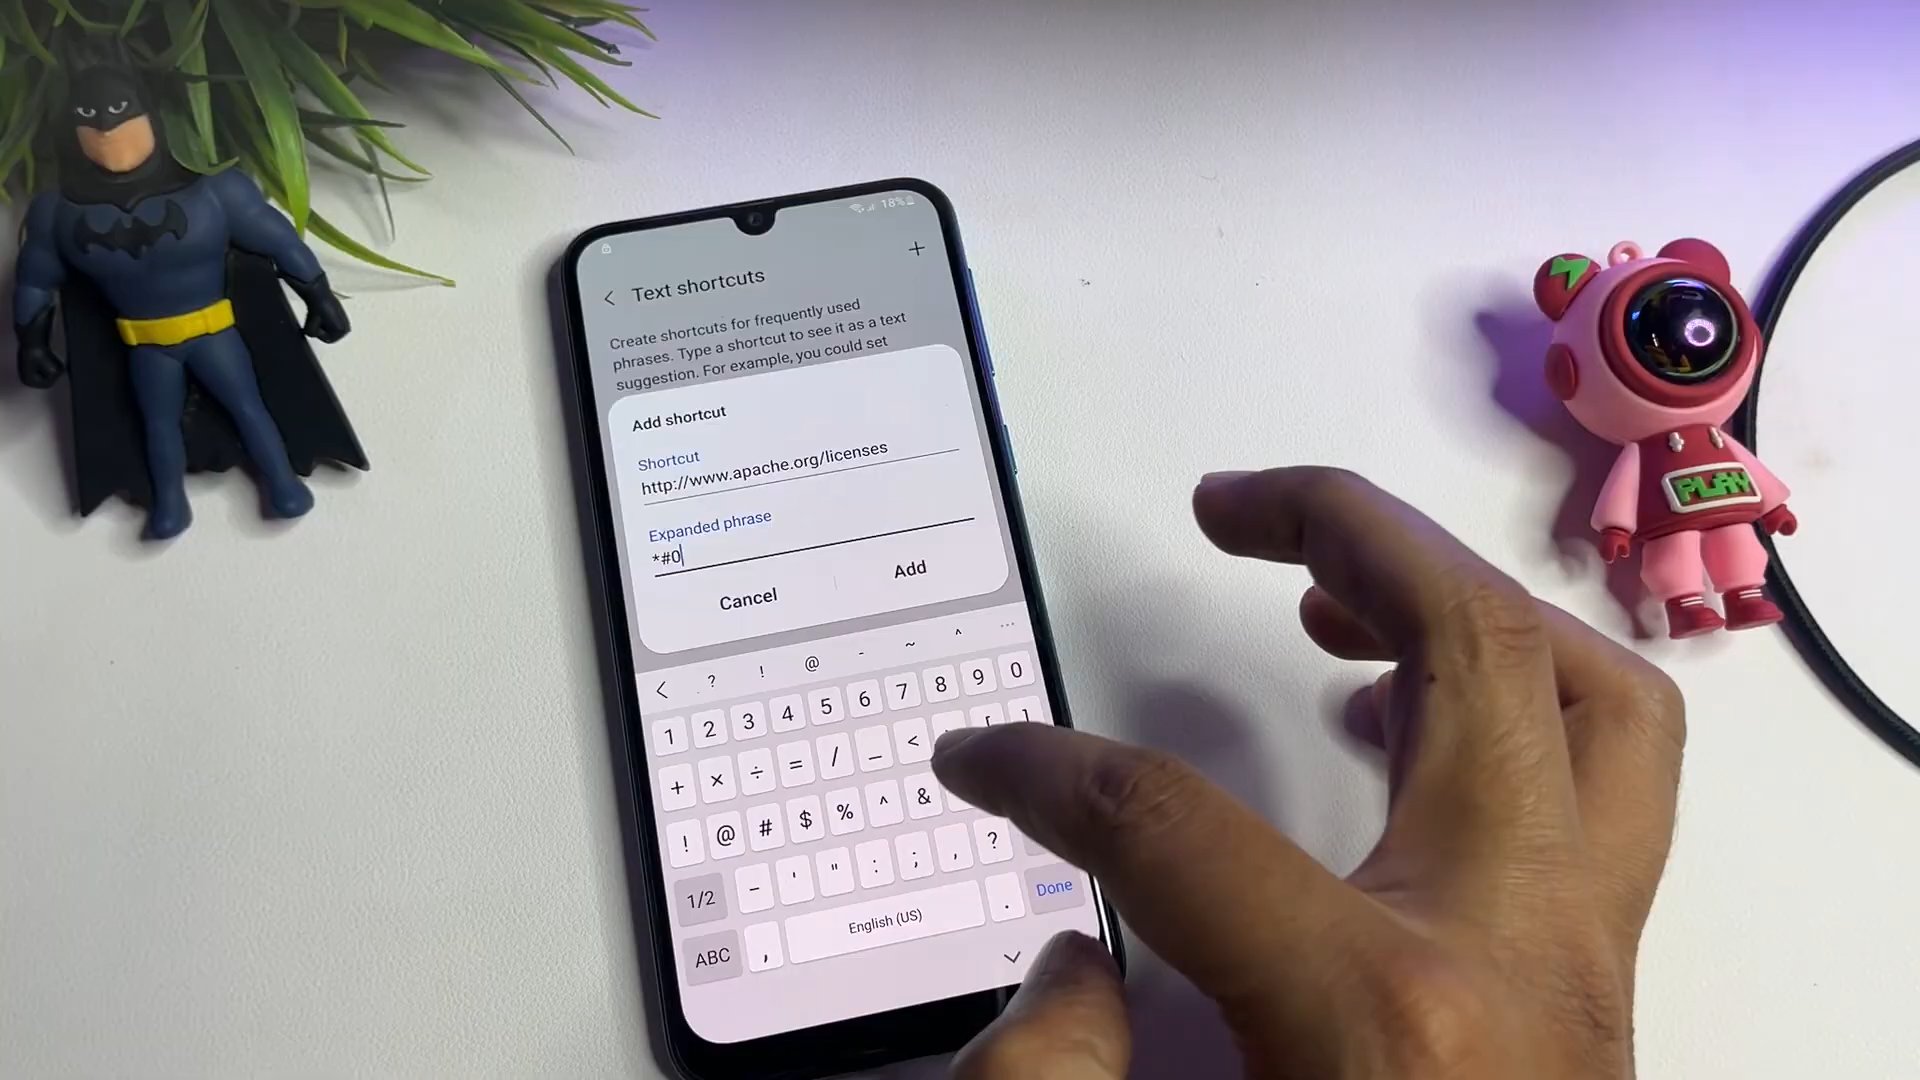 18%
+
Text shortcuts
Create shortcuts for frequently used
phrases. Type a shortcut to see it as a text
suggestion. For example, you could set
Add shortcut
Shortcut
http://www.apache.org/licenses
Expanded phrase
*#0
Cancel Add
? ! @ - ~ ^ ...
1 2 3 4 5 6 7 8 9 0
+ × ÷ = / _ < [ ]
! @ # $ % ^ &
1/2 - ' " : ; , ?
ABC , English (US) . Done
PLAY